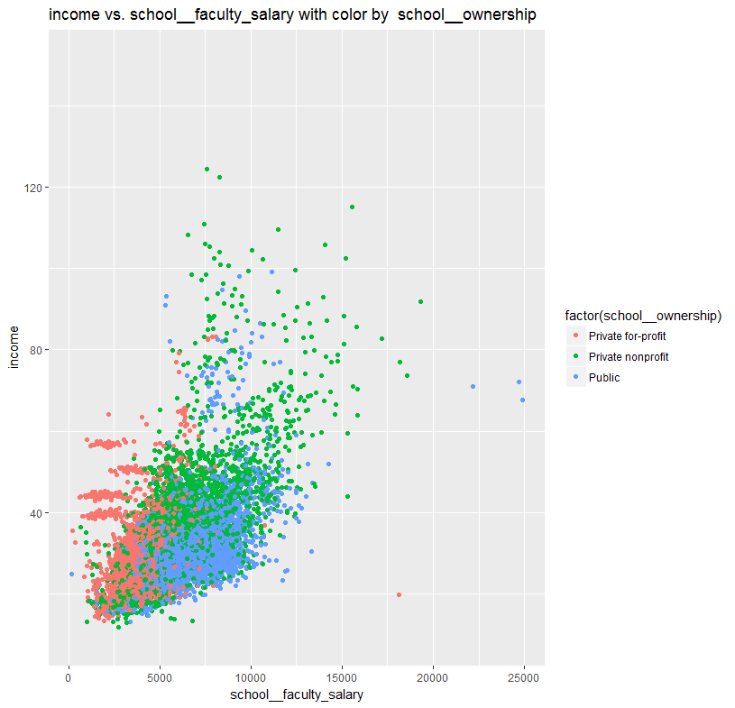 income vs. school__faculty_salary with color by  school__ownership
120
80
40
income
0
5000
10000
15000
20000
25000
school__faculty_salary
factor(school__ownership)
Private for-profit
Private nonprofit
Public